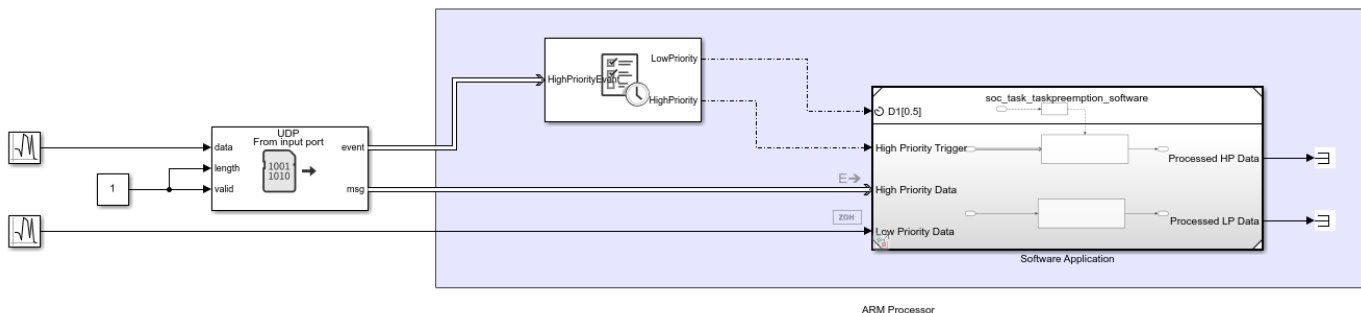 UDP
From input port
data
length
valid
1001
1010
event
msg
1
HighPriorityEvent
LowPriority
HighPriority
soc_task_taskpreemption_software
D1[0.5]
High Priority Trigger
E
High Priority Data
ZOH
Low Priority Data
Processed HP Data
Processed LP Data
Software Application
ARM Processor